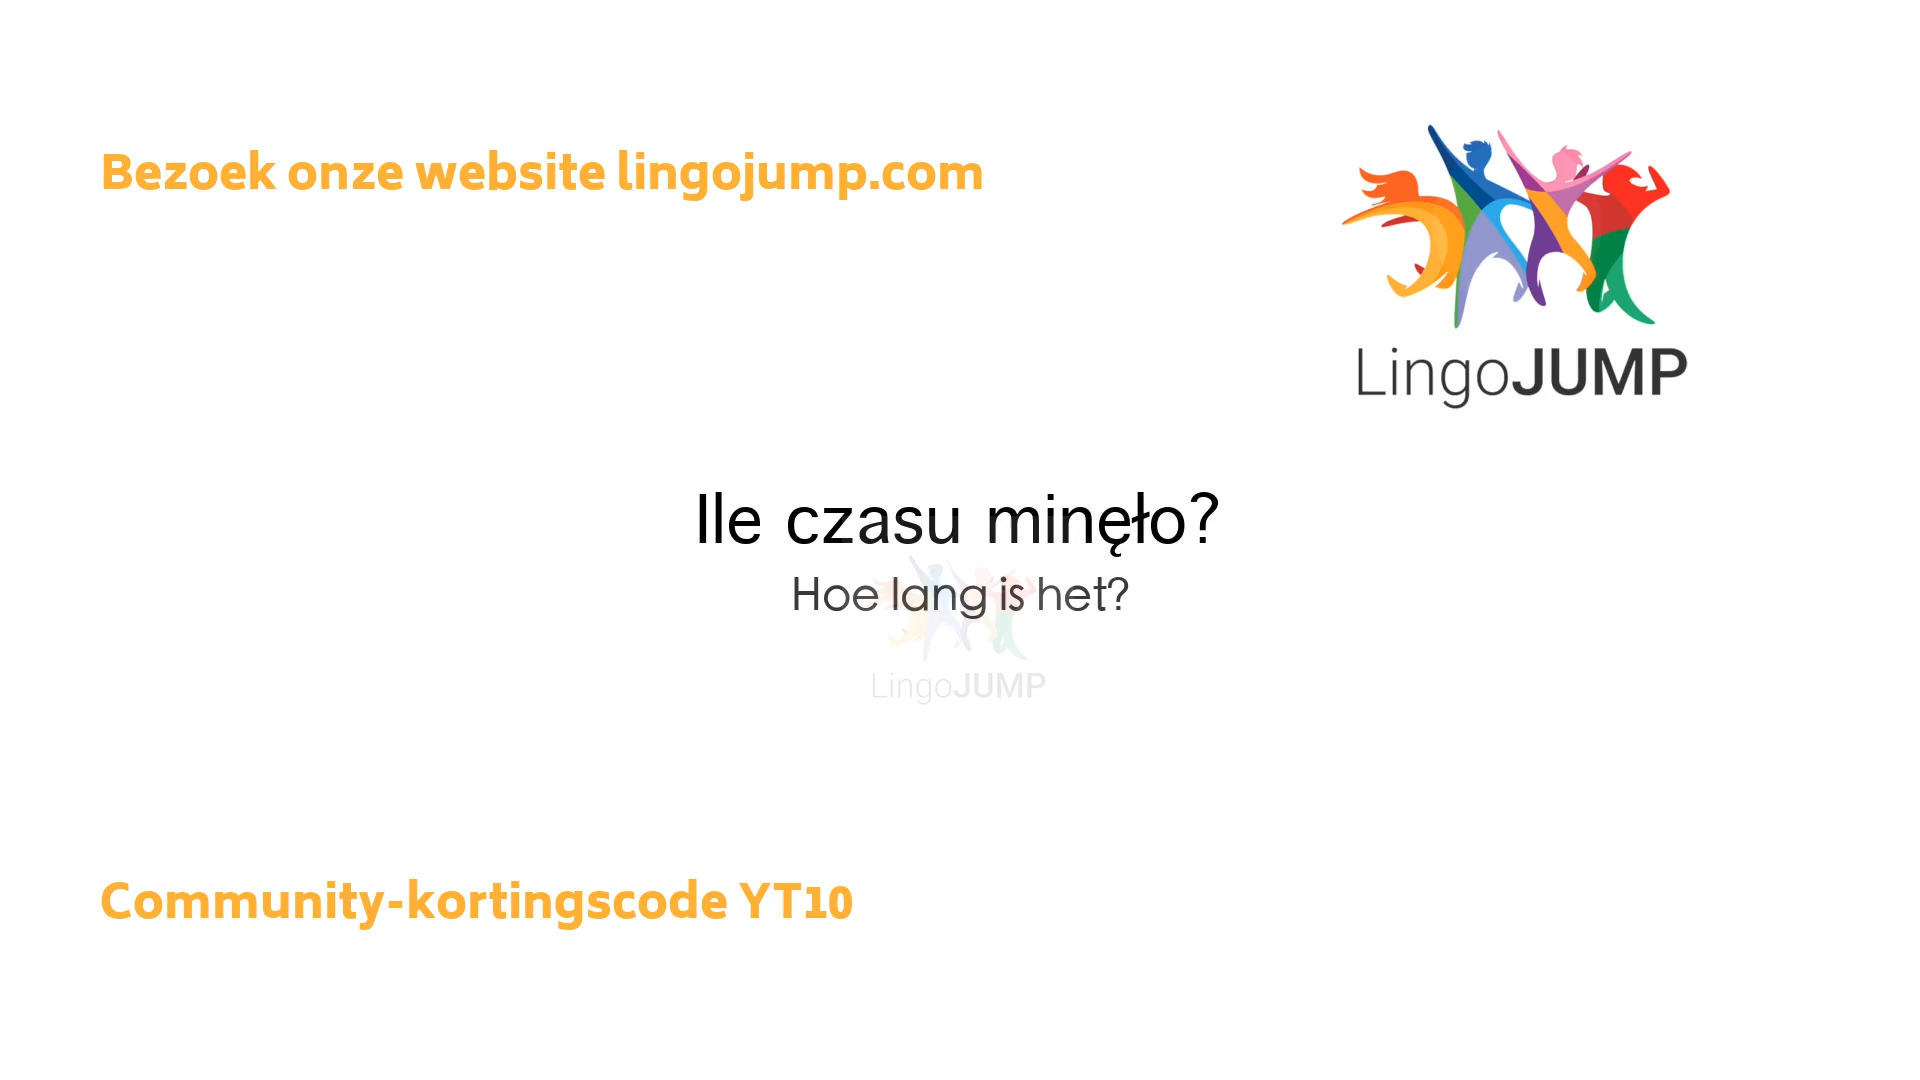 Bezoek onze website lingojump.com
LingoJUMP
Ile czasu minęło?
Hoe lang is het?
LingoJUMP
Community-kortingscode YT10